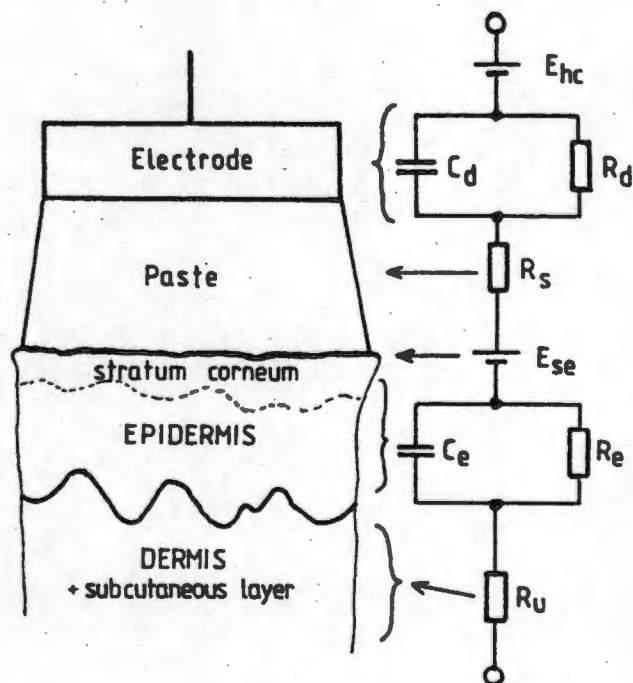 Electrode
Paste
stratum corneum
EPIDERMIS
DERMIS
+ subcutaneous layer
Ehc
Cd
Rd
Rs
Ese
Ce
Re
Ru